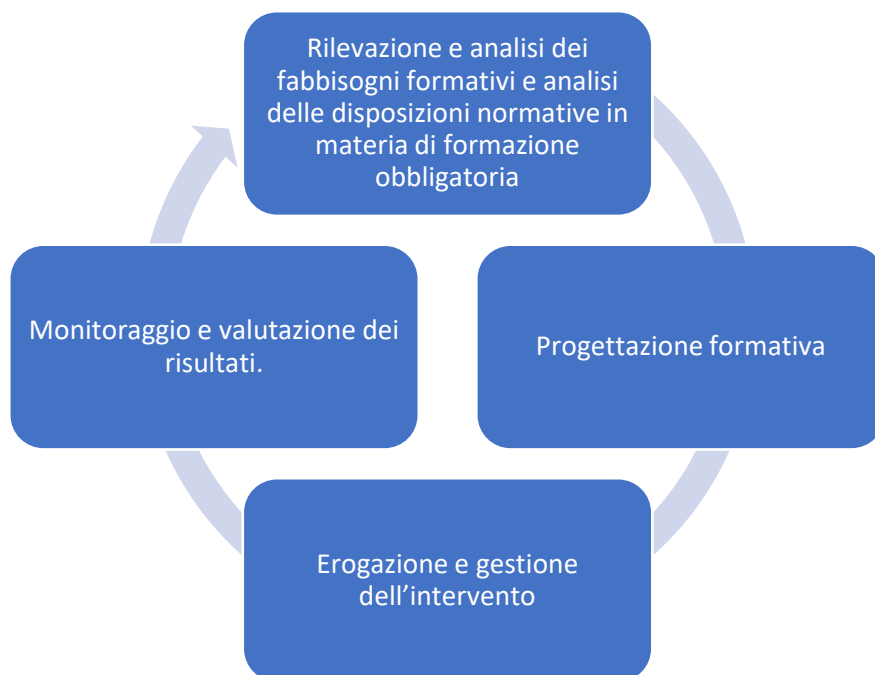 Rilevazione e analisi dei
fabbisogni formativi e analisi
delle disposizioni normative in
materia di formazione
obbligatoria
Progettazione formativa
Erogazione e gestione
dell’intervento
Monitoraggio e valutazione dei
risultati.